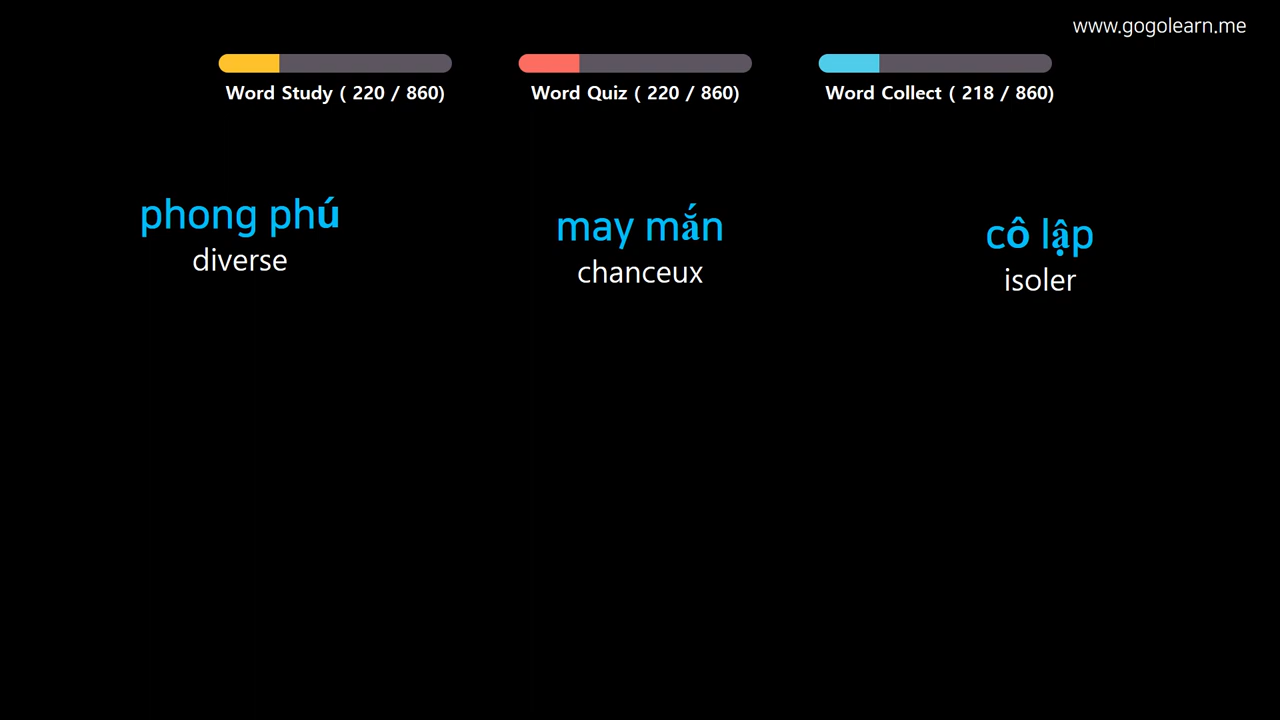 www.gogolearn.me
Word Study ( 220 / 860)
Word Quiz ( 220 / 860)
Word Collect ( 218 / 860)
phong phú
diverse
may mắn
chanceux
cô lập
isoler